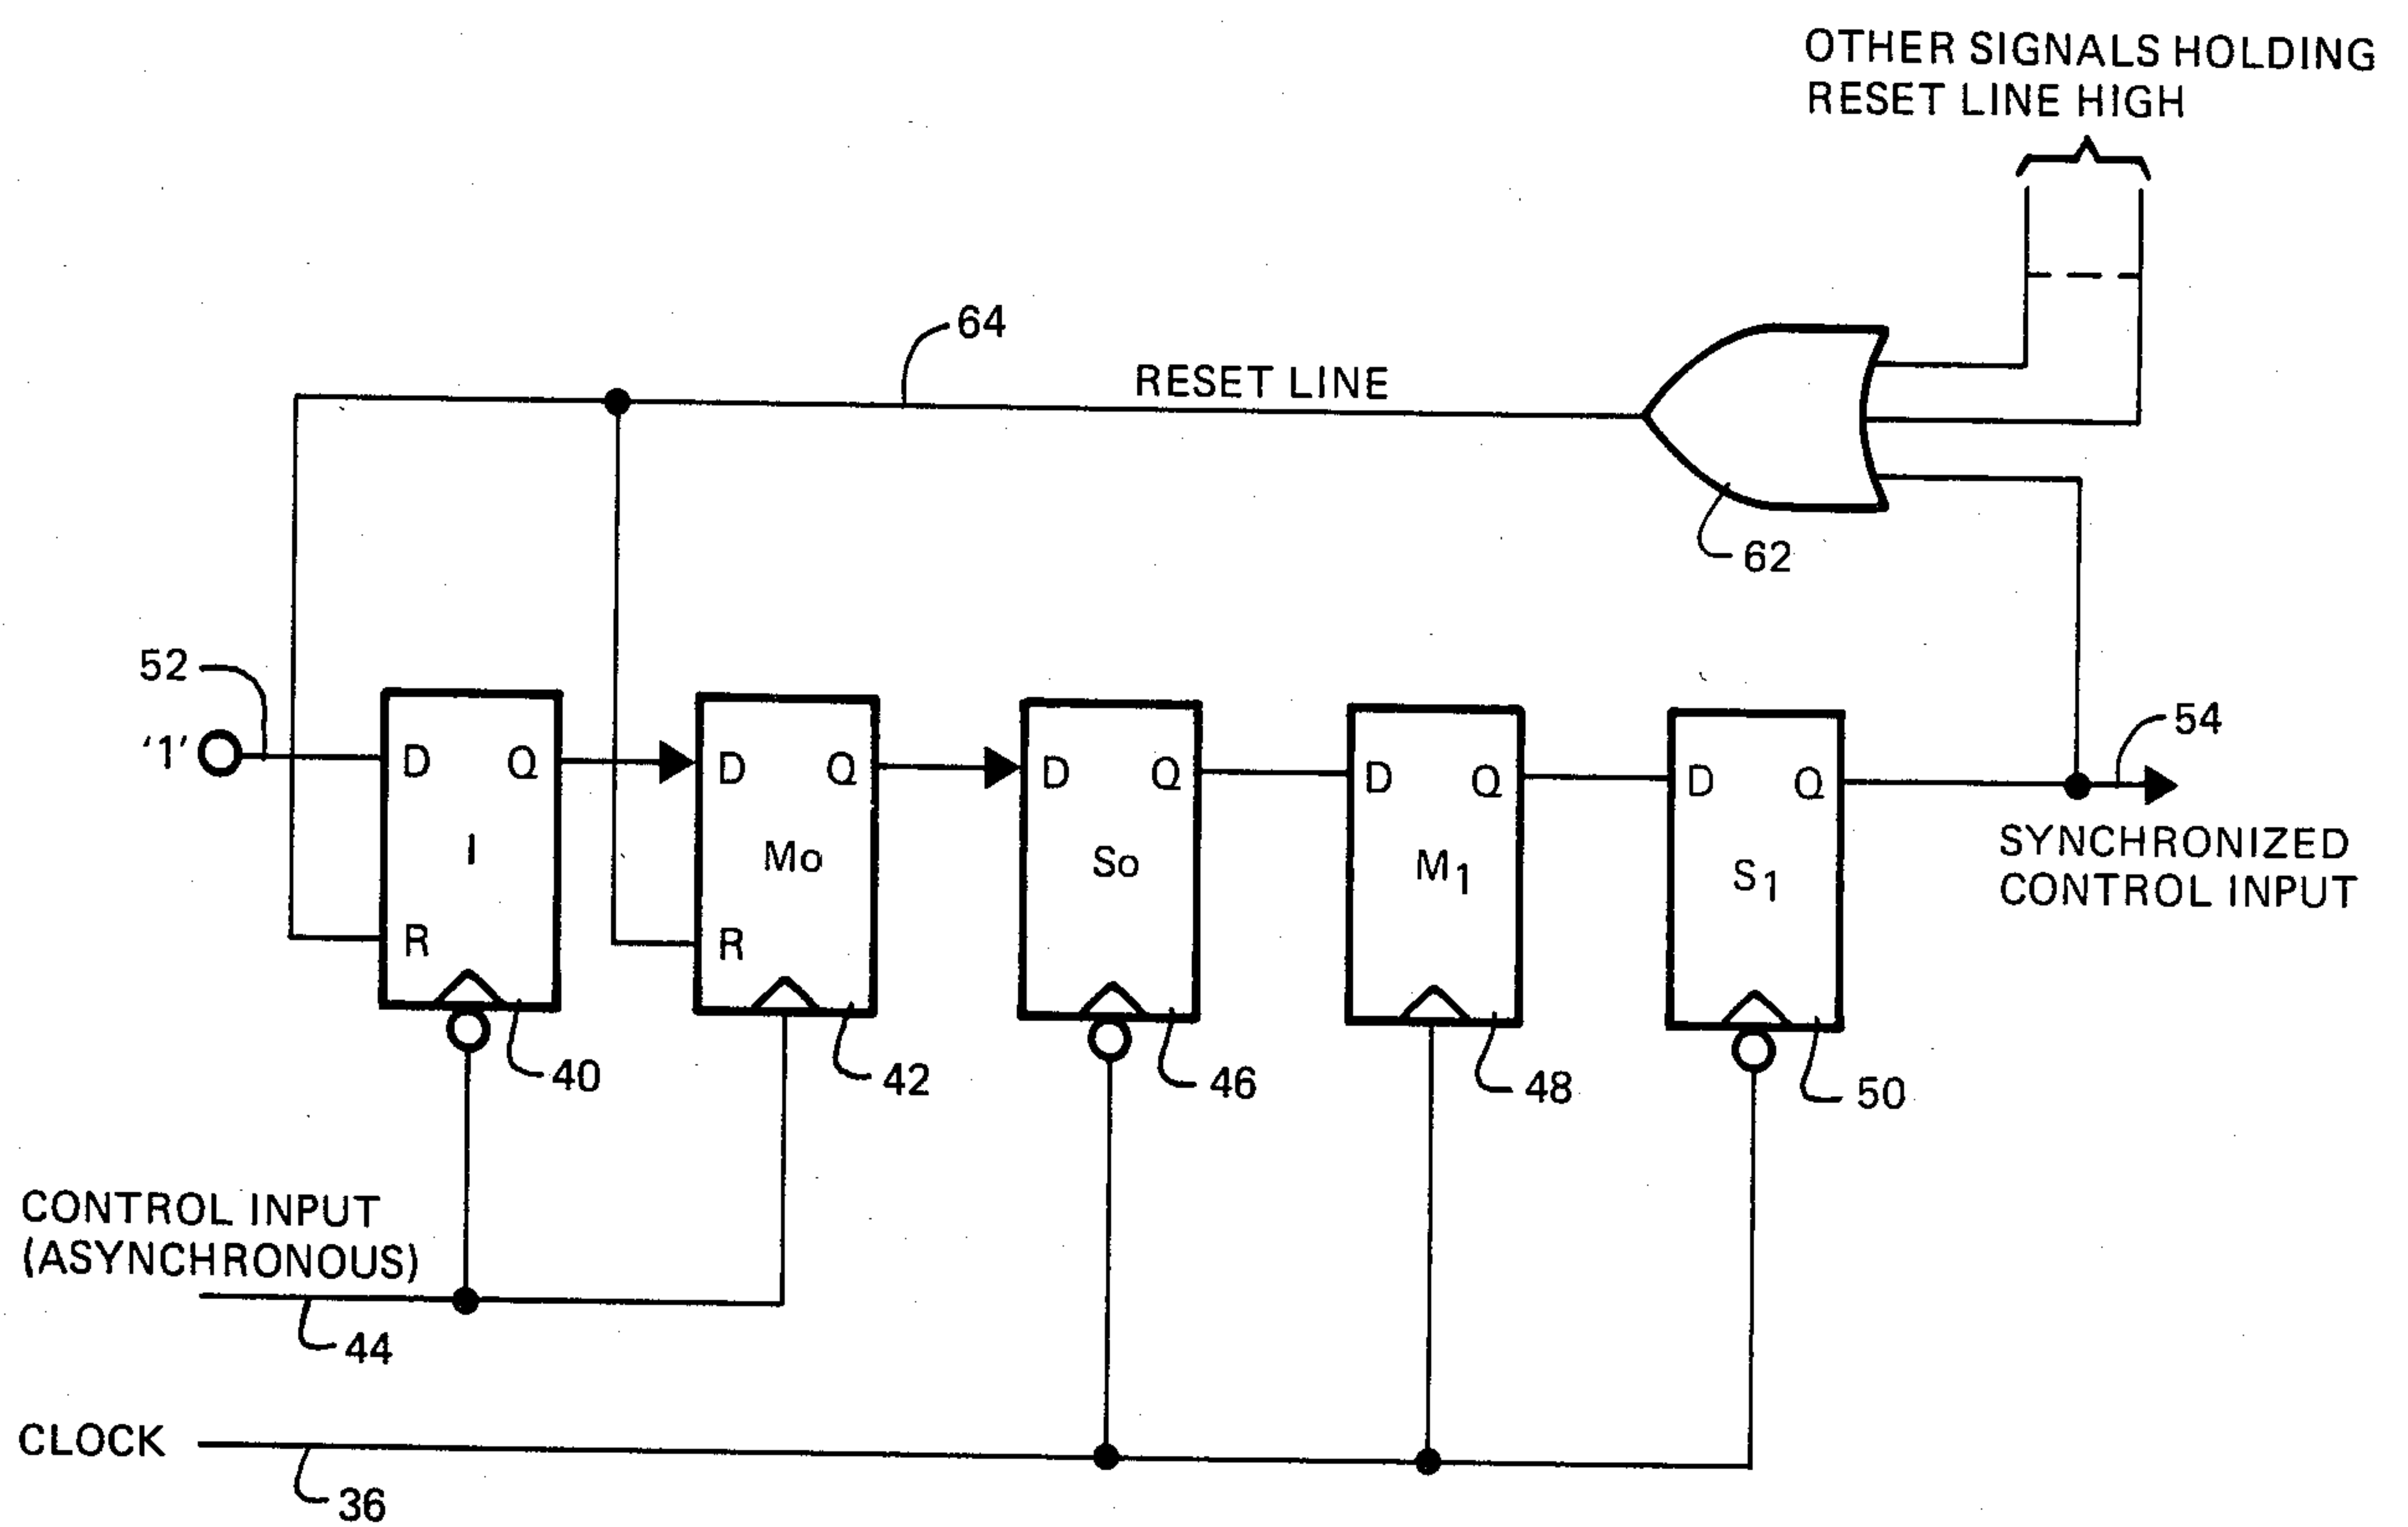 OTHER SIGNALS HOLDING
RESET LINE HIGH
64
RESET LINE
62
52
'1'
D Q
I
R
40
D Q
Mo
R
42
D Q
So
46
D Q
M1
48
D Q
S1
50
54
SYNCHRONIZED
CONTROL INPUT
CONTROL INPUT
(ASYNCHRONOUS)
44
CLOCK
36